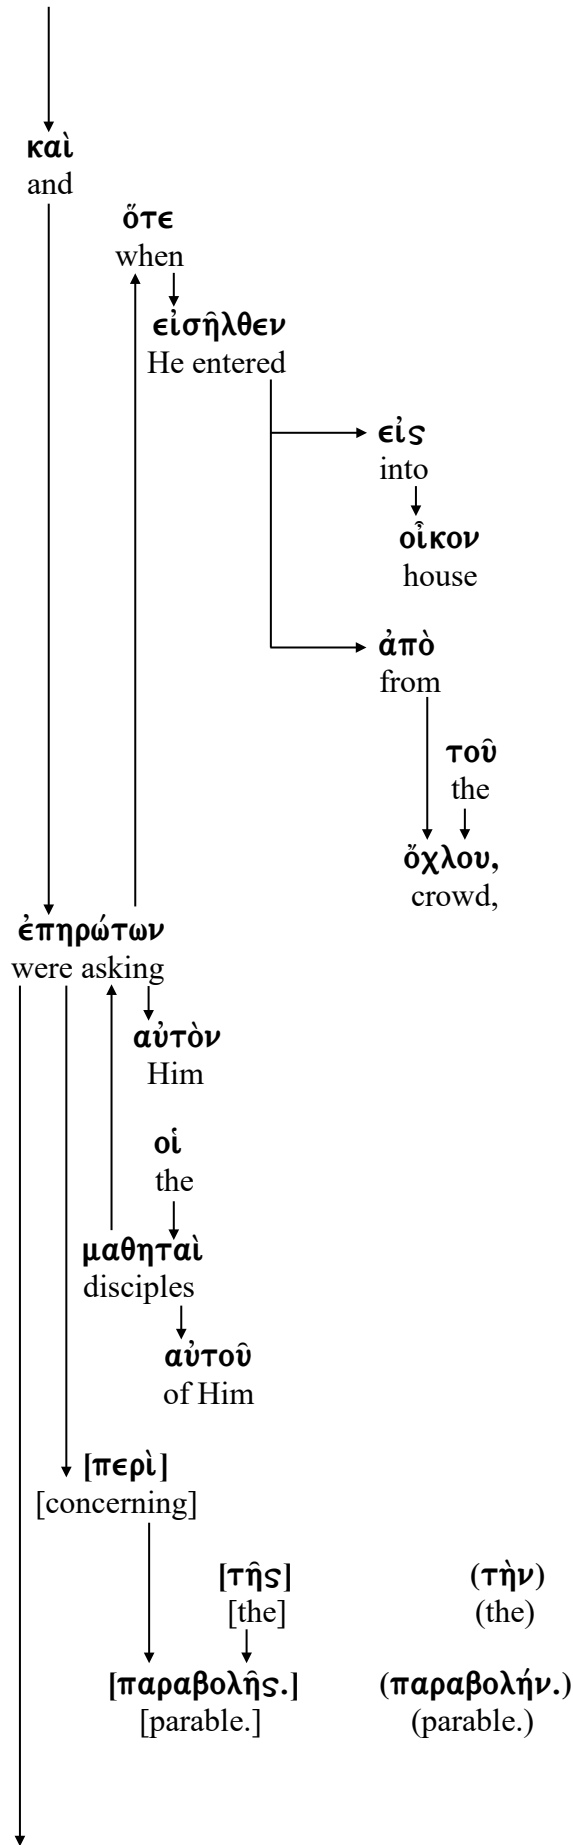 καὶ
and
ὅτε
when
εἰσῆλθεν
He entered
εἰς
into
οἶκον
house
ἀπὸ
from
τοῦ
the
ὄχλου,
crowd,
ἐπηρώτων
were asking
αὐτὸν
Him
οἱ
the
μαθηταὶ
disciples
αὐτοῦ
of Him
[περὶ]
[concerning]
[τῆς] (τὴν)
[the] (the)
[παραβολῆς.] (παραβολήν.)
[parable.] (parable.)